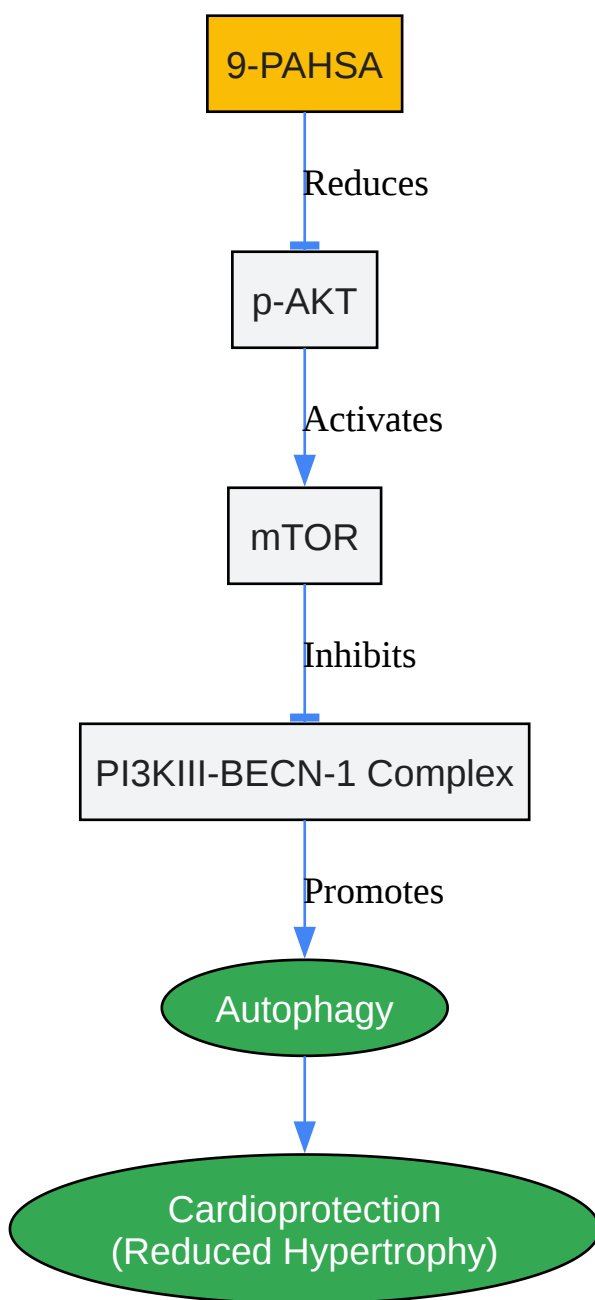 9-PAHSA
Reduces
p-AKT
Activates
mTOR
Inhibits
PI3KIII-BECN-1 Complex
Promotes
Autophagy
Cardioprotection
(Reduced Hypertrophy)